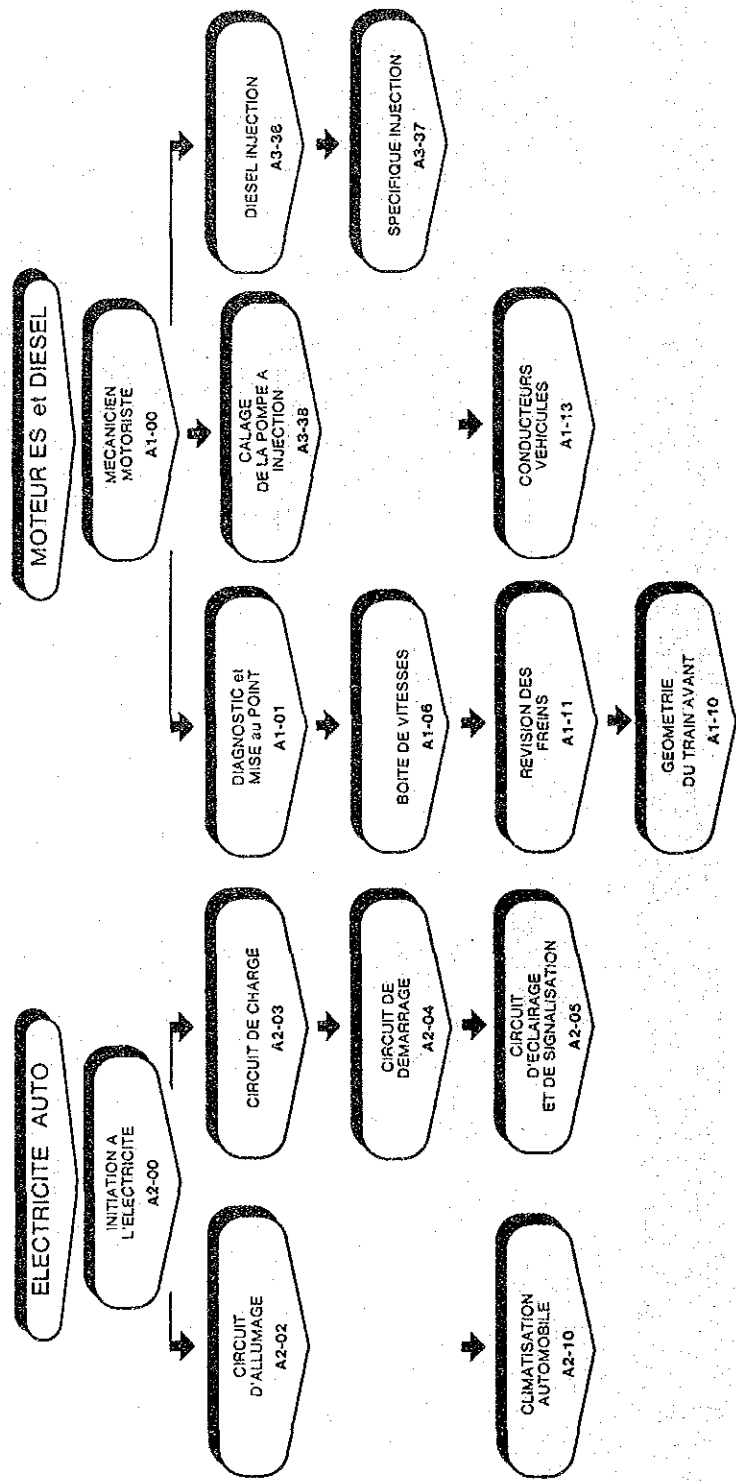 ELECTRICITE AUTO
INITIATION A
L'ELECTRICITE
A2-00
CIRCUIT
D'ALLUMAGE
A2-02
CIRCUIT DE CHARGE
A2-03
CIRCUIT DE
DEMARRAGE
A2-04
CLIMATISATION
AUTOMOBILE
A2-10
CIRCUIT
D'ECLAIRAGE
ET DE SIGNALISATION
A2-05
MOTEUR ES et DIESEL
MECANICIEN
MOTORISTE
A1-00
DIAGNOSTIC et
MISE au POINT
A1-01
CALAGE
DE LA POMPE A
INJECTION
A3-38
DIESEL INJECTION
A3-36
BOITE DE VITESSES
A1-06
SPECIFIQUE INJECTION
A3-37
REVISION DES
FREINS
A1-11
CONDUCTEURS
VEHICULES
A1-13
GEOMETRIE
DU TRAIN AVANT
A1-10